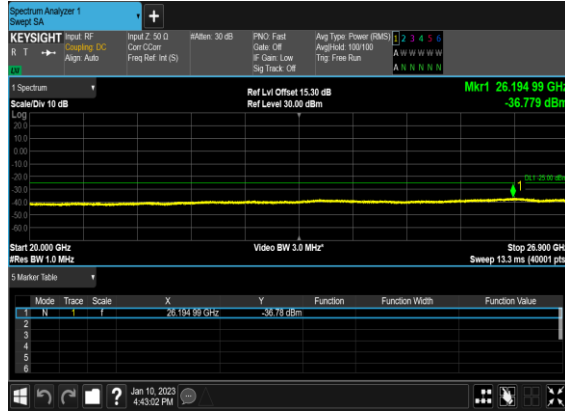 Spectrum Analyzer 1
Swept SA
+
KEYSIGHT Input: RF Input Z: 50 Ω #Atten: 30 dB PNO: Fast Avg Type: Power (RMS) 1 2 3 4 5 6
R T Coupling: DC Corr CCorr Gate: Off Avg|Hold: 100/100 A W W W W W
Align: Auto Freq Ref: Int (S) IF Gain: Low Trig: Free Run
LV Sig Track: Off A N N N N N
1 Spectrum Ref Lvl Offset 15.30 dB Mkr1 26.194 99 GHz
Scale/Div 10 dB Ref Level 30.00 dBm -36.779 dBm
Log
20.0
10.0
0.00
-10.0
-20.0
DL1 -25.00 dBm
1
-30.0
-40.0
-50.0
-60.0
Start 20.000 GHz Video BW 3.0 MHz* Stop 26.900 GHz
#Res BW 1.0 MHz Sweep 13.3 ms (40001 pts
5 Marker Table
Mode Trace Scale X Y Function Function Width Function Value
1 N 1 f 26.194 99 GHz -36.78 dBm
2
3
4
5
6
? Jan 10, 2023
4:43:02 PM